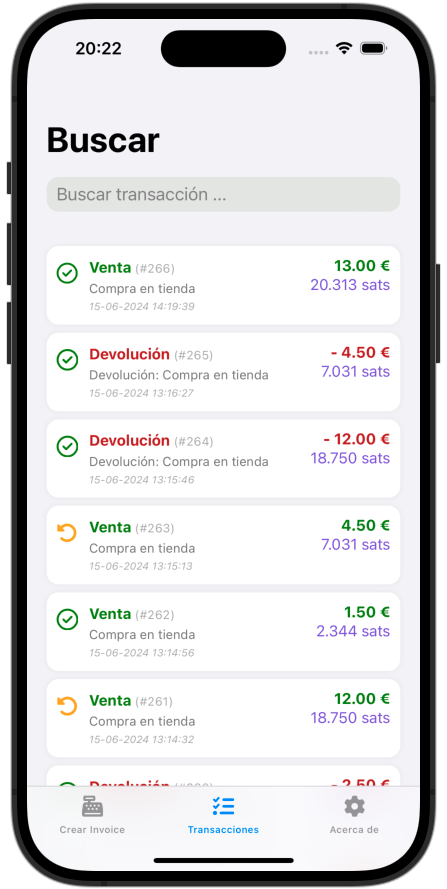 20:22
Buscar
Buscar transacción ...
Venta (#266) 13.00 €
Compra en tienda 20.313 sats
15-06-2024 14:19:39
Devolución (#265) - 4.50 €
Devolución: Compra en tienda 7.031 sats
15-06-2024 13:16:27
Devolución (#264) - 12.00 €
Devolución: Compra en tienda 18.750 sats
15-06-2024 13:15:46
Venta (#263) 4.50 €
Compra en tienda 7.031 sats
15-06-2024 13:15:13
Venta (#262) 1.50 €
Compra en tienda 2.344 sats
15-06-2024 13:14:56
Venta (#261) 12.00 €
Compra en tienda 18.750 sats
15-06-2024 13:14:32
Devolución - 2.50 €
Crear Invoice Transacciones Acerca de